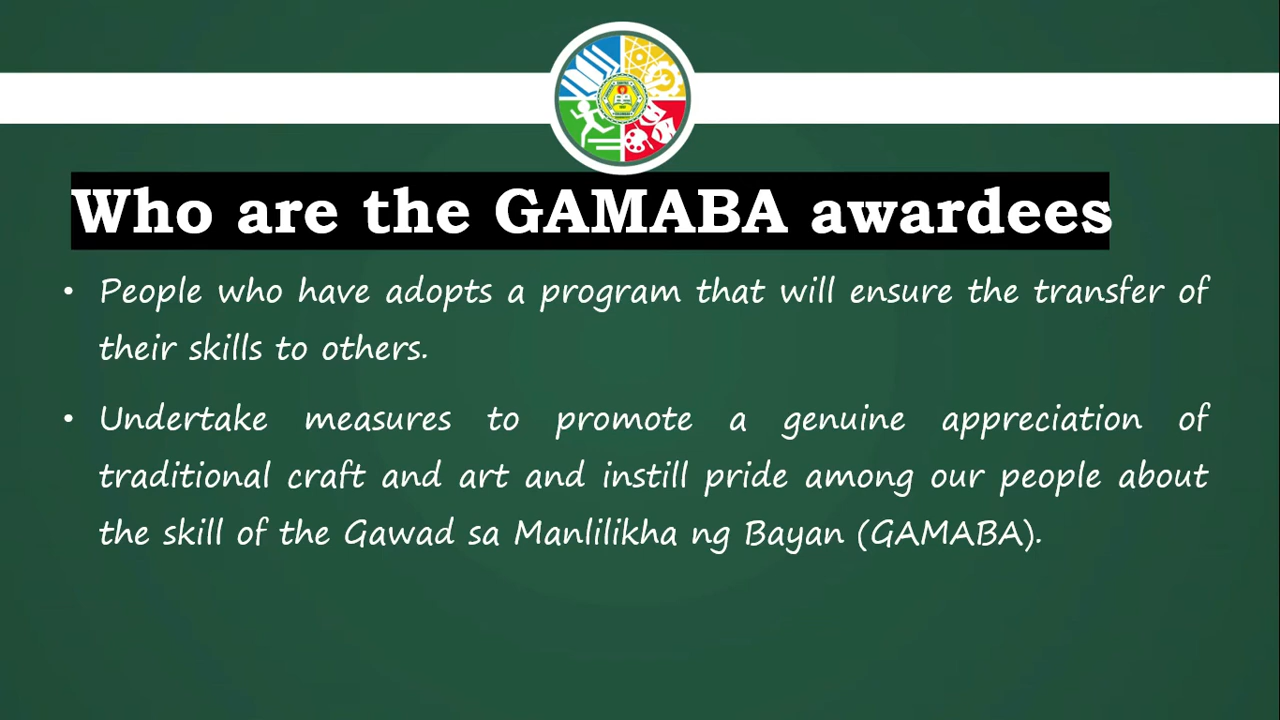 Who are the GAMABA awardees
• People who have adopts a program that will ensure the transfer of
their skills to others.
• Undertake measures to promote a genuine appreciation of
traditional craft and art and instill pride among our people about
the skill of the Gawad sa Manlilikha ng Bayan (GAMABA).